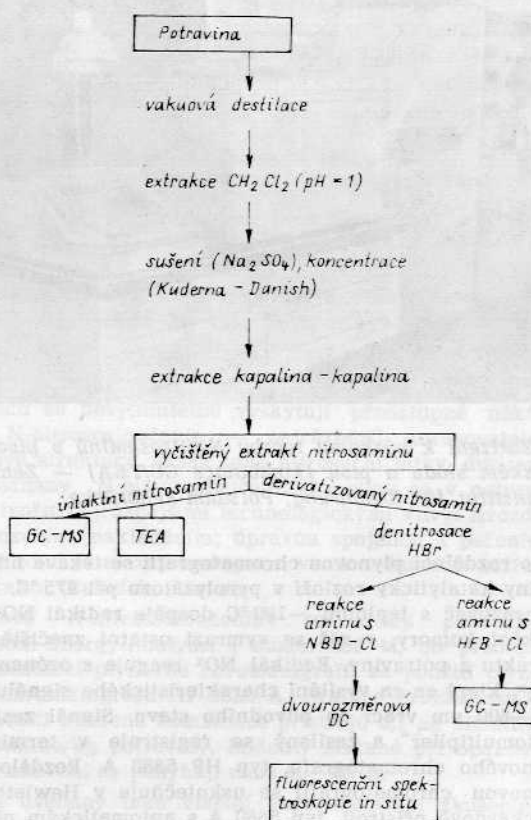 Potravina
vakuová destilace
extrakce CH₂Cl₂ (pH = 1)
sušení (Na₂SO₄), koncentrace
(Kuderna - Danish)
extrakce kapalina - kapalina
vyčištěný extrakt nitrosaminů
intaktní nitrosamin
derivatizovaný nitrosamin
GC-MS
TEA
denitrosace
HBr
reakce
aminu s
NBD-Cl
reakce
aminu s
HFB-Cl
dvourozměrová
DC
GC-MS
fluorescenční spek-
troskopie in situ